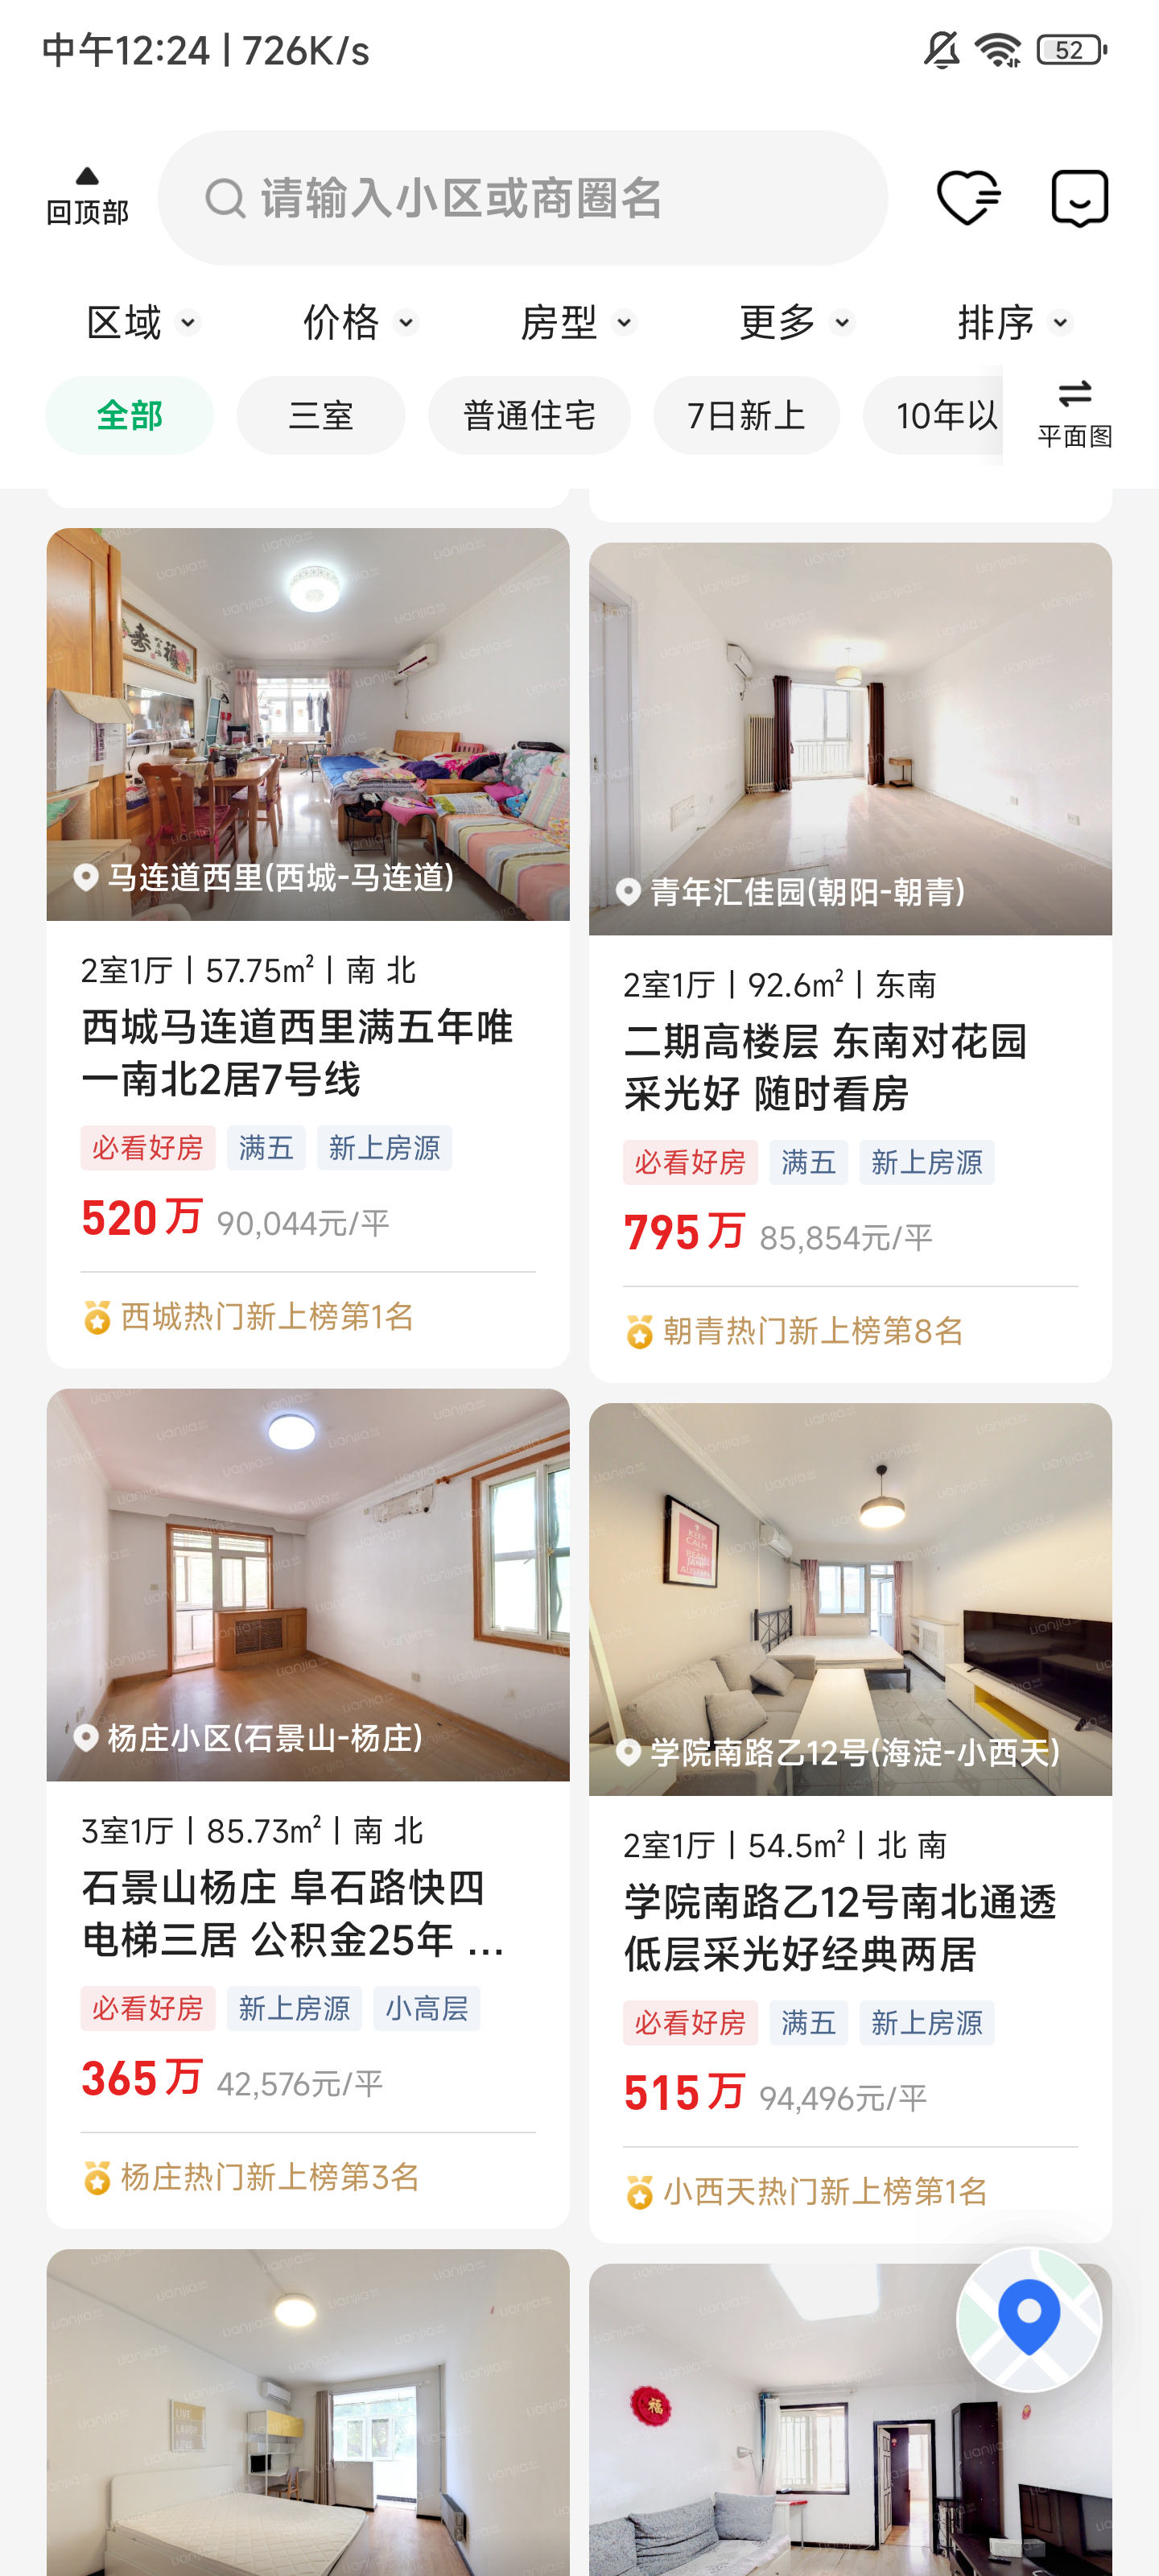 中午12:24 | 726K/s
52
回顶部
请输入小区或商圈名
区域
价格
房型
更多
排序
全部
三室
普通住宅
7日新上
10年以
平面图
马连道西里(西城-马连道)
2室1厅 | 57.75㎡ | 南 北
西城马连道西里满五年唯
一南北2居7号线
必看好房 满五 新上房源
520万 90,044元/平
西城热门新上榜第1名
青年汇佳园(朝阳-朝青)
2室1厅 | 92.6㎡ | 东南
二期高楼层 东南对花园
采光好 随时看房
必看好房 满五 新上房源
795万 85,854元/平
朝青热门新上榜第8名
杨庄小区(石景山-杨庄)
3室1厅 | 85.73㎡ | 南 北
石景山杨庄 阜石路快四
电梯三居 公积金25年 ...
必看好房 新上房源 小高层
365万 42,576元/平
杨庄热门新上榜第3名
KEEP
CALM
学院南路乙12号(海淀-小西天)
2室1厅 | 54.5㎡ | 北 南
学院南路乙12号南北通透
低层采光好经典两居
必看好房 满五 新上房源
515万 94,496元/平
小西天热门新上榜第1名
福